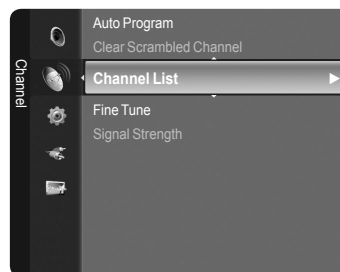 Channel
Auto Program
Clear Scrambled Channel
Channel List
Fine Tune
Signal Strength